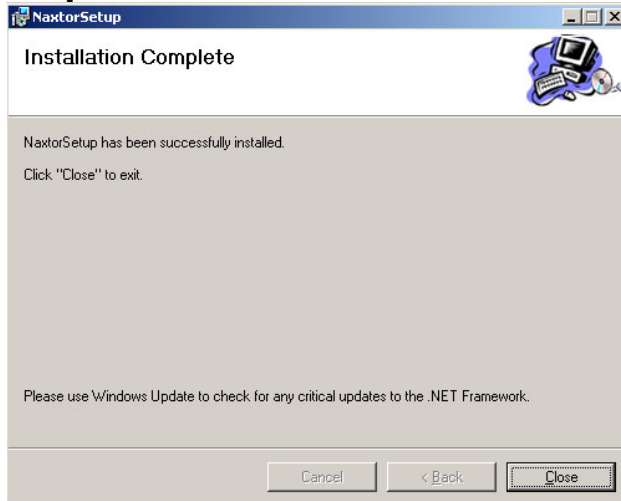 NaxtorSetup
Installation Complete
NaxtorSetup has been successfully installed.
Click "Close" to exit.
Please use Windows Update to check for any critical updates to the .NET Framework.
Cancel
< Back
Close